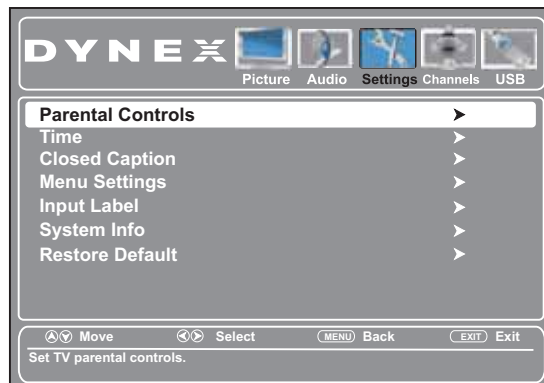 DYNEX
Picture Audio Settings Channels USB
Parental Controls
Time
Closed Caption
Menu Settings
Input Label
System Info
Restore Default
Move Select MENU Back EXIT Exit
Set TV parental controls.